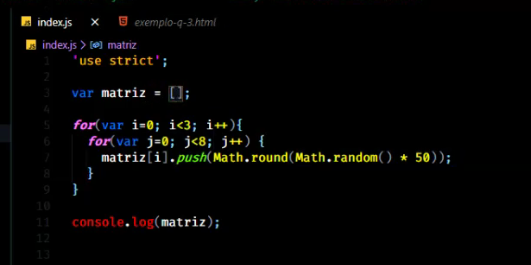 index.js
exemplo-q-3.html
index.js > matriz
1 'use strict';
2
3 var matriz = [];
4
5 for(var i=0; i<3; i++){
6 for(var j=0; j<8; j++) {
7 matriz[i].push(Math.round(Math.random() * 50));
8 }
9 }
10
11 console.log(matriz);
12
13